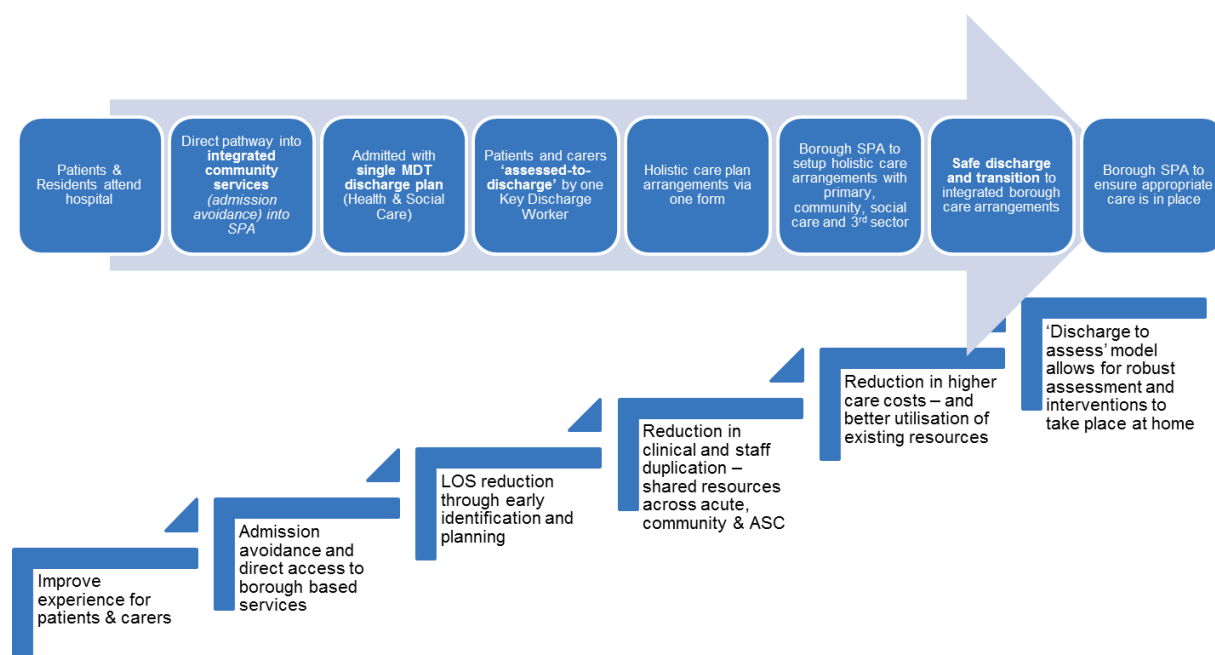 Patients &
Residents attend
hospital
Direct pathway into
integrated
community
services
(admission
avoidance) into
SPA
Admitted with
single MDT
discharge plan
(Health & Social
Care)
Patients and carers
‘assessed-to-
discharge’ by one
Key Discharge
Worker
Holistic care plan
arrangements via
one form
Borough SPA to
setup holistic care
arrangements with
primary,
community, social
care and 3rd sector
Safe discharge
and transition to
integrated borough
care arrangements
Borough SPA to
ensure appropriate
care is in place
Improve
experience for
patients & carers
Admission
avoidance and
direct access to
borough based
services
LOS reduction
through early
identification and
planning
Reduction in
clinical and staff
duplication –
shared resources
across acute,
community & ASC
Reduction in higher
care costs – and
better utilisation of
existing resources
‘Discharge to
assess’ model
allows for robust
assessment and
interventions to
take place at home